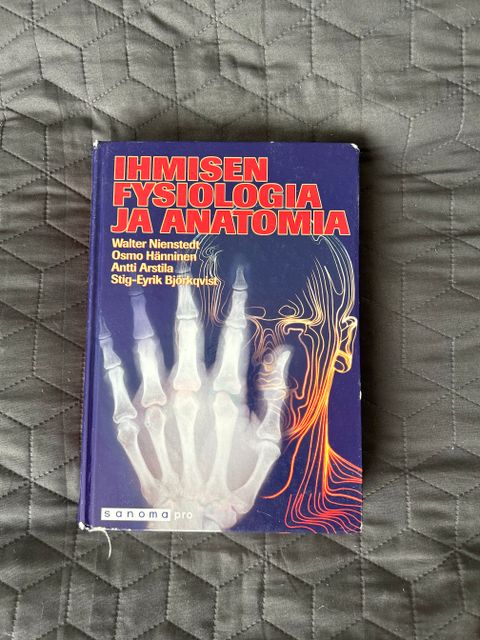 IHMISEN
FYSIOLOGIA
JA ANATOMIA
Walter Nienstedt
Osmo Hänninen
Antti Arstila
Stig-Eyrik Björkqvist
sanoma pro